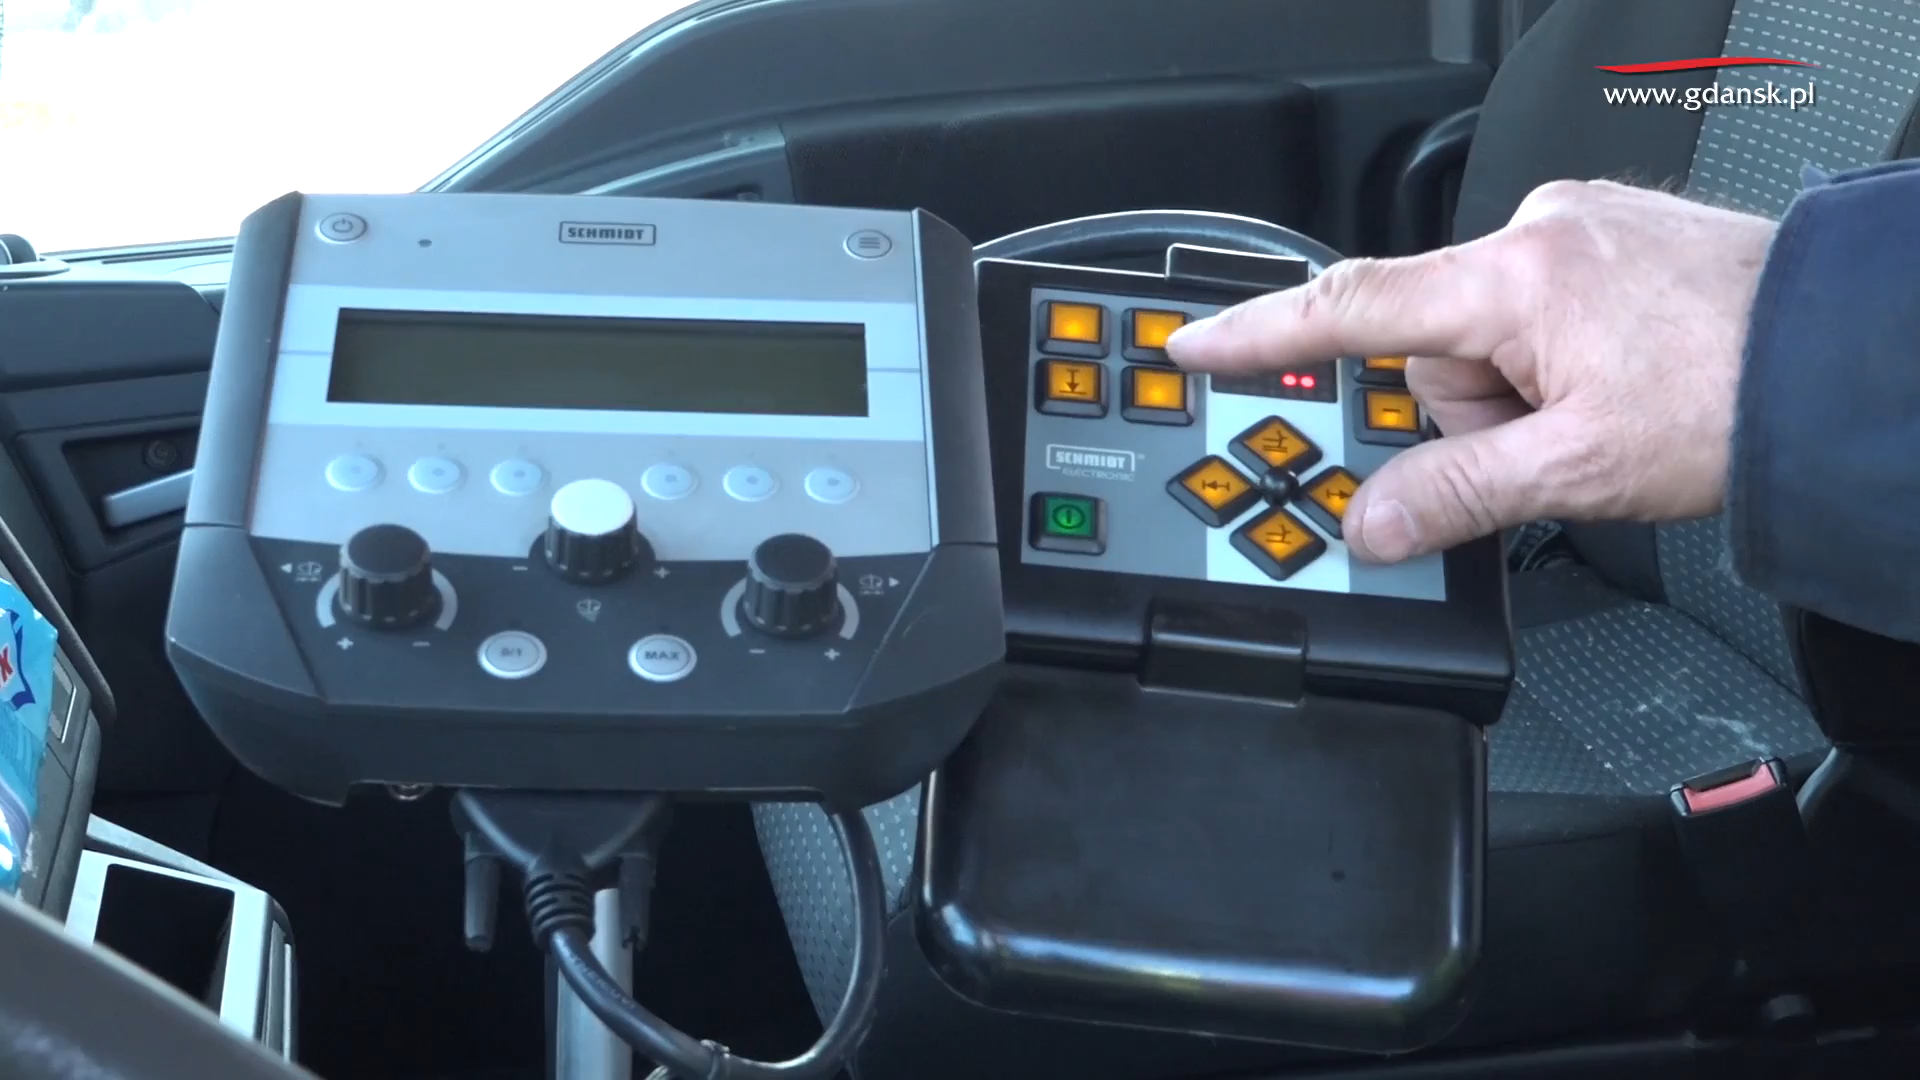 www.gdansk.pl
SCHMIDT
SCHMIDT
ELECTRONIC
0/1
MAX